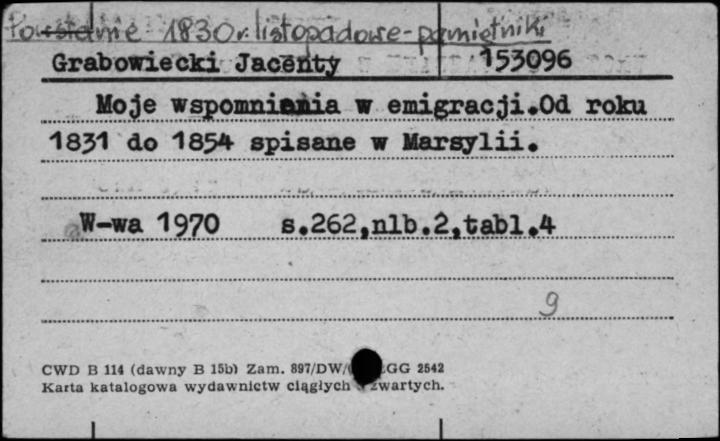 Powstanie 1830r. listopadowe-pamiętniki
Grabowiecki Jacenty 153096
Moje wspomnienia w emigracji.Od roku
1831 do 1854 spisane w Marsylii.
W-wa 1970 s.262,nlb.2,tabl.4
9
CWD B 114 (dawny B 15b) Zam. 897/DW/ GG 2542
Karta katalogowa wydawnictw ciągłych zwartych.